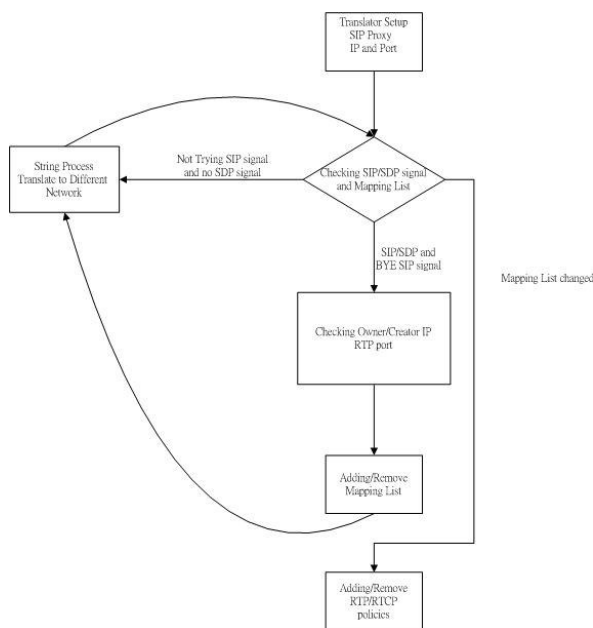 Translator Setup
SIP Proxy
IP and Port
Not Trying SIP signal
and no SDP signal
String Process
Translate to Different
Network
Checking SIP/SDP signal
and Mapping List
SIP/SDP and
BYE SIP signal
Mapping List changed
Checking Owner/Creator IP
RTP port
Adding/Remove
Mapping List
Adding/Remove
RTP/RTCP
policies